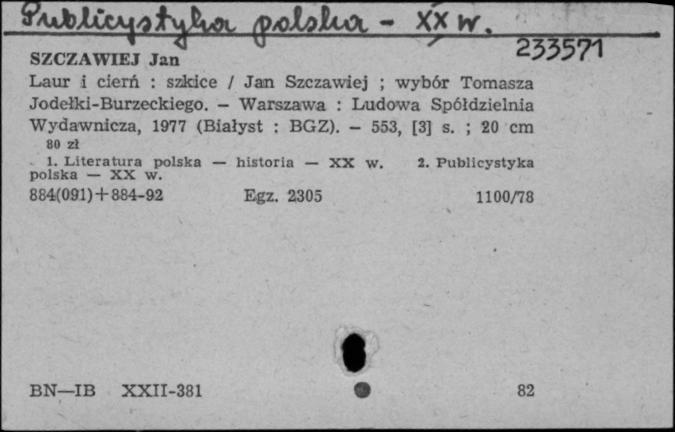 Publicystyka polska - XX w.
233571
SZCZAWIEJ Jan
Laur i cierń : szkice / Jan Szczawiej ; wybór Tomasza
Jodełki-Burzeckiego. — Warszawa : Ludowa Spółdzielnia
Wydawnicza, 1977 (Białyst : BGZ). — 553, [3] s. ; 20 cm
80 zł
1. Literatura polska — historia — XX w. 2. Publicystyka
polska — XX w.
884(091)+884-92 Egz. 2305 1100/78
BN—IB XXII-381 82